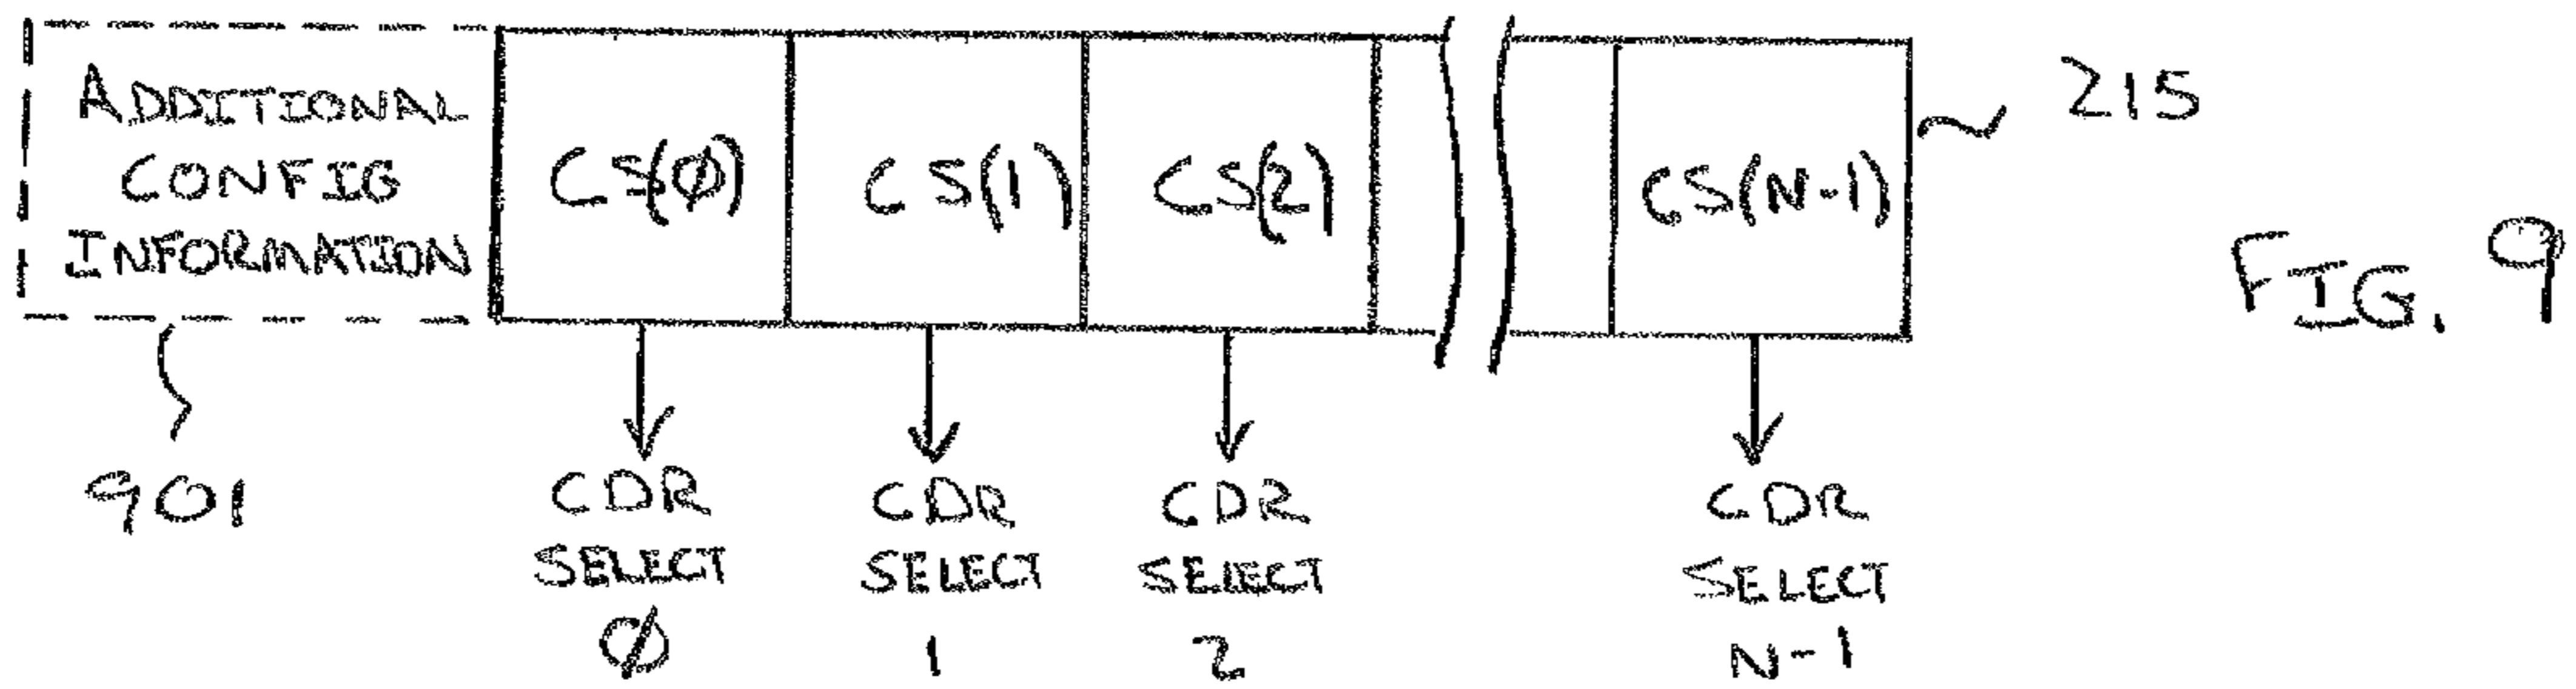 ADDITIONAL
CONFIG
INFORMATION
CS(Ø)
CS(1)
CS(2)
CS(N-1)
215
FIG. 9
901
CDR
SELECT
Ø
CDR
SELECT
1
CDR
SELECT
2
CDR
SELECT
N-1